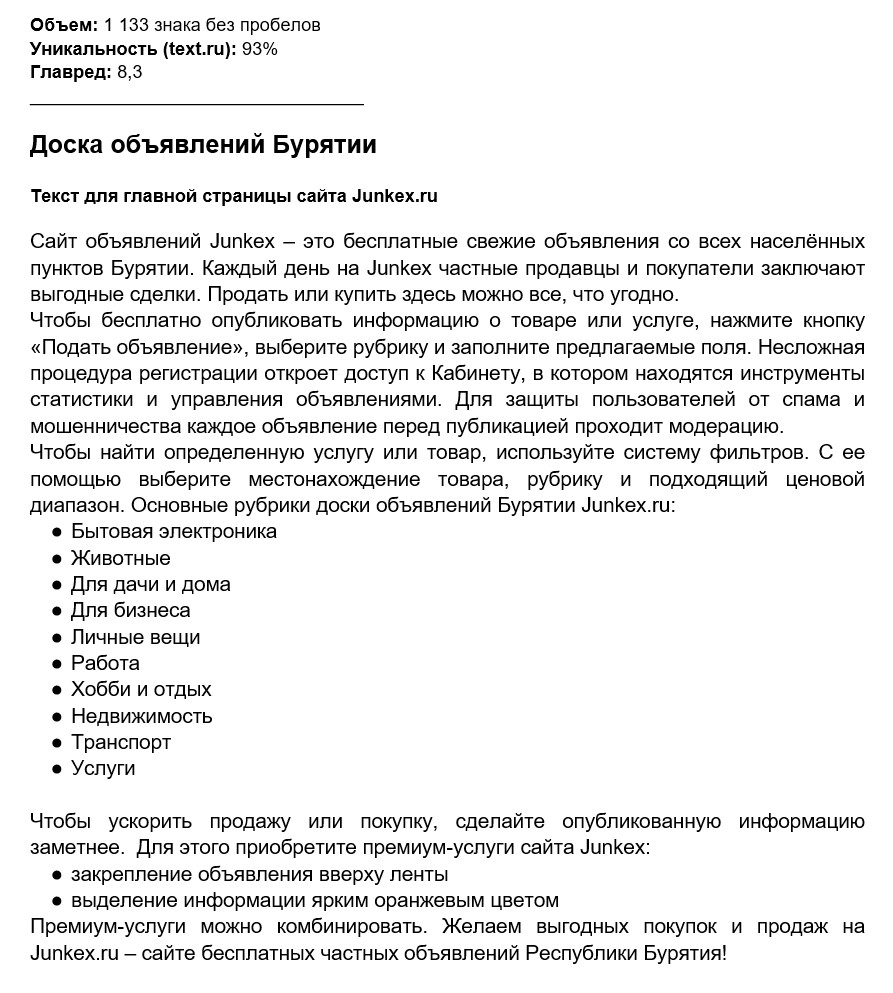 Объем: 1 133 знака без пробелов
Уникальность (text.ru): 93%
Главред: 8,3
Доска объявлений Бурятии
Текст для главной страницы сайта Junkex.ru
Сайт объявлений Junkex – это бесплатные свежие объявления со всех населённых
пунктов Бурятии. Каждый день на Junkex частные продавцы и покупатели заключают
выгодные сделки. Продать или купить здесь можно все, что угодно.
Чтобы бесплатно опубликовать информацию о товаре или услуге, нажмите кнопку
«Подать объявление», выберите рубрику и заполните предлагаемые поля. Несложная
процедура регистрации откроет доступ к Кабинету, в котором находятся инструменты
статистики и управления объявлениями. Для защиты пользователей от спама и
мошенничества каждое объявление перед публикацией проходит модерацию.
Чтобы найти определенную услугу или товар, используйте систему фильтров. С ее
помощью выберите местонахождение товара, рубрику и подходящий ценовой
диапазон. Основные рубрики доски объявлений Бурятии Junkex.ru:
● Бытовая электроника
● Животные
● Для дачи и дома
● Для бизнеса
● Личные вещи
● Работа
● Хобби и отдых
● Недвижимость
● Транспорт
● Услуги
Чтобы ускорить продажу или покупку, сделайте опубликованную информацию
заметнее.  Для этого приобретите премиум-услуги сайта Junkex:
● закрепление объявления вверху ленты
● выделение информации ярким оранжевым цветом
Премиум-услуги можно комбинировать. Желаем выгодных покупок и продаж на
Junkex.ru – сайте бесплатных частных объявлений Республики Бурятия!